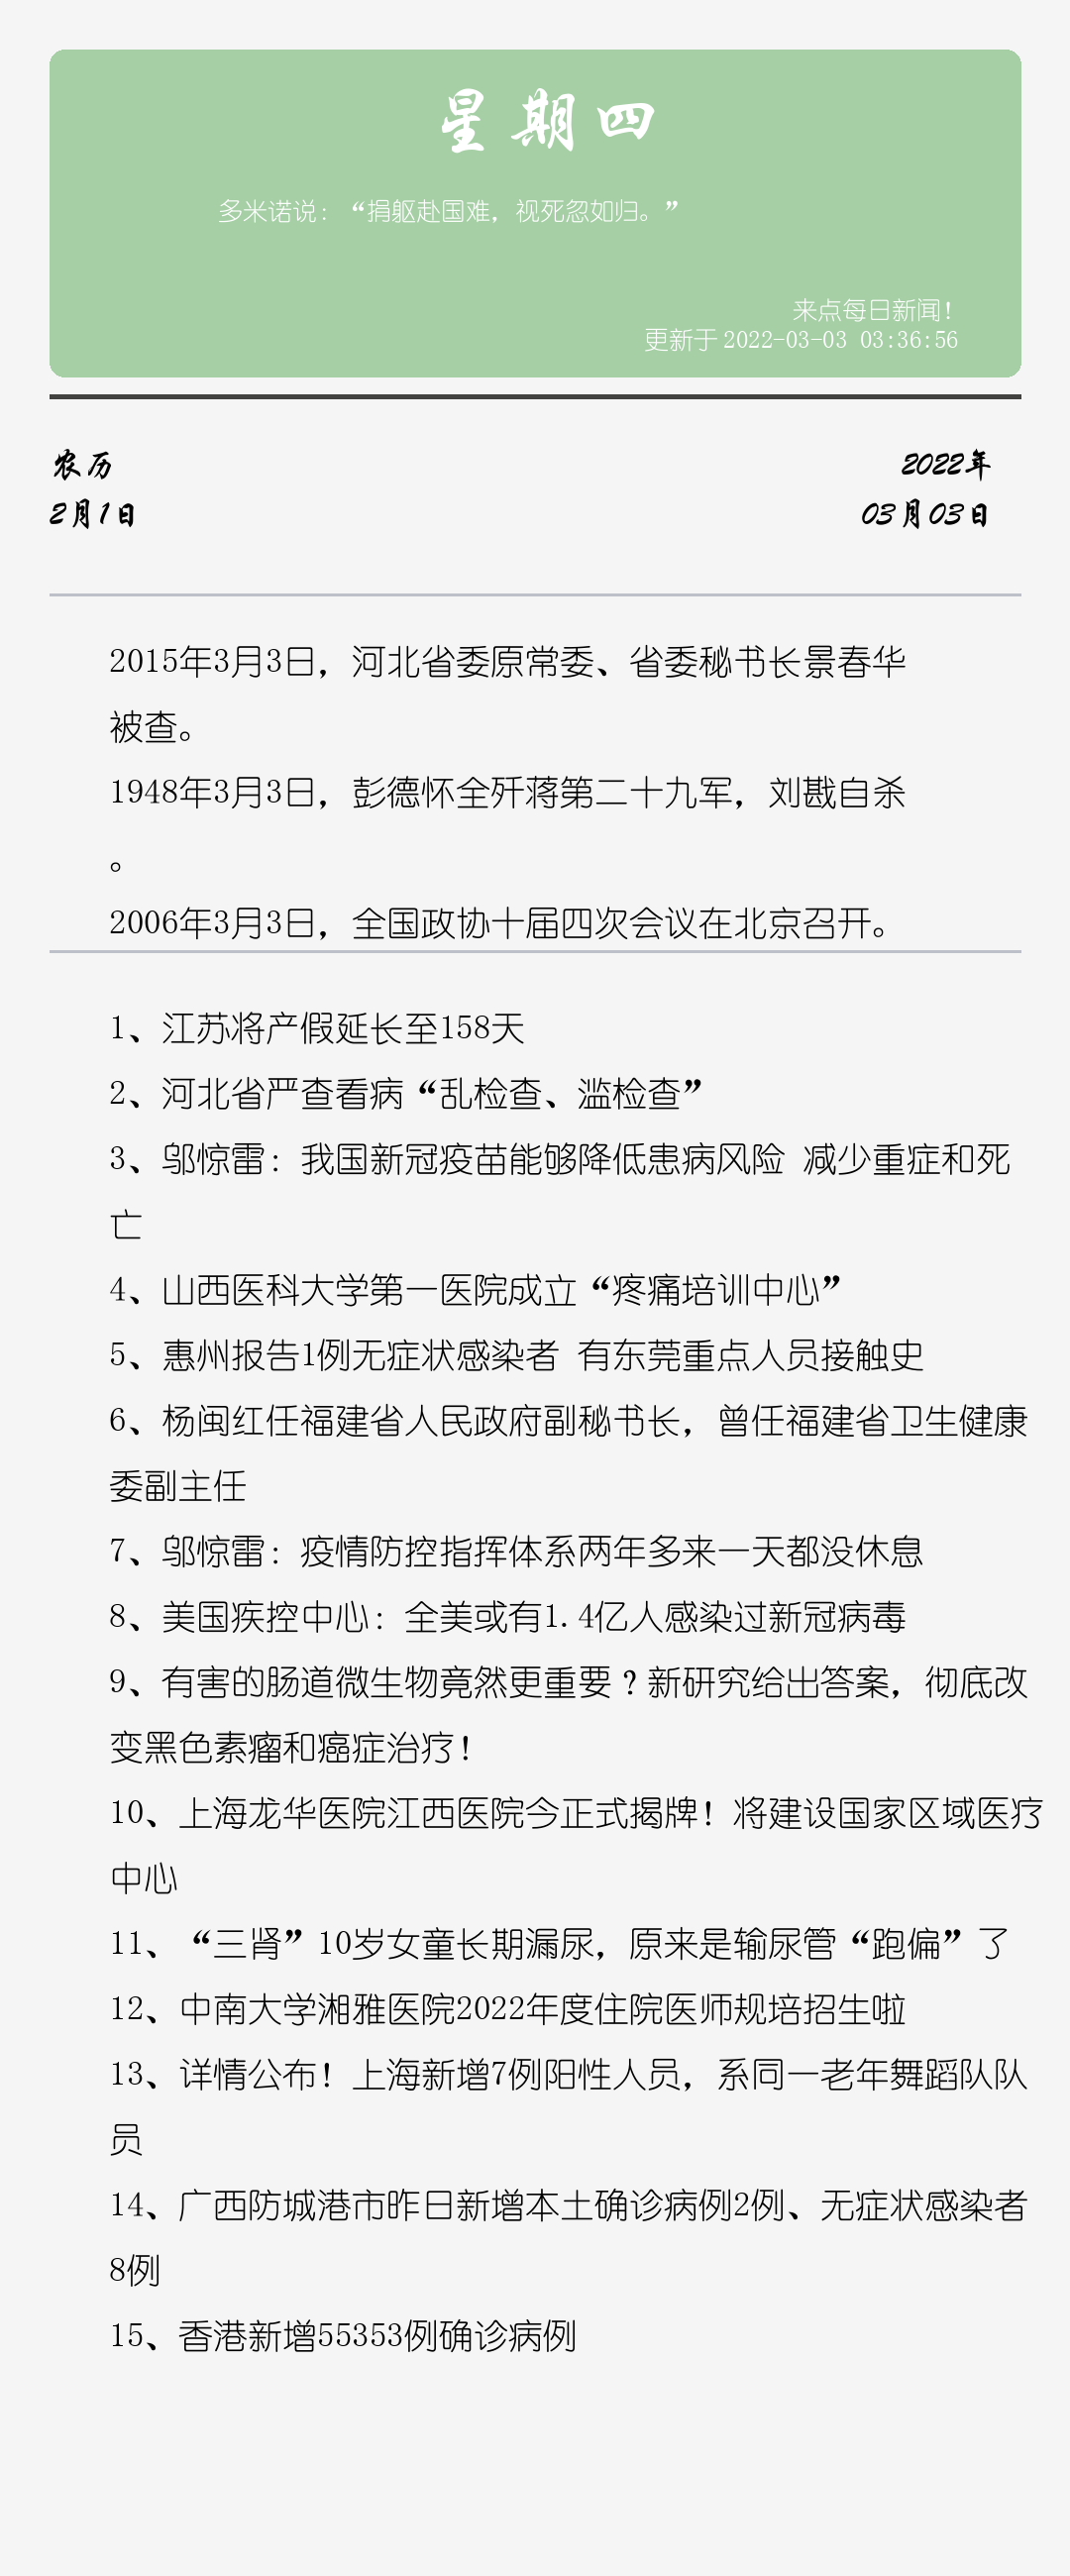 星期四
多米诺说：“捐躯赴国难，视死忽如归。”
来点每日新闻！
更新于 2022-03-03 03:36:56
农历
2022年
2月1日
03月03日
2015年3月3日，河北省委原常委、省委秘书长景春华
被查。
1948年3月3日，彭德怀全歼蒋第二十九军，刘戡自杀
。
2006年3月3日，全国政协十届四次会议在北京召开。
1、江苏将产假延长至158天
2、河北省严查看病“乱检查、滥检查”
3、邬惊雷：我国新冠疫苗能够降低患病风险 减少重症和死
亡
4、山西医科大学第一医院成立“疼痛培训中心”
5、惠州报告1例无症状感染者 有东莞重点人员接触史
6、杨闽红任福建省人民政府副秘书长，曾任福建省卫生健康
委副主任
7、邬惊雷：疫情防控指挥体系两年多来一天都没休息
8、美国疾控中心：全美或有1.4亿人感染过新冠病毒
9、有害的肠道微生物竟然更重要？新研究给出答案，彻底改
变黑色素瘤和癌症治疗！
10、上海龙华医院江西医院今正式揭牌！将建设国家区域医疗
中心
11、“三肾”10岁女童长期漏尿，原来是输尿管“跑偏”了
12、中南大学湘雅医院2022年度住院医师规培招生啦
13、详情公布！上海新增7例阳性人员，系同一老年舞蹈队队
员
14、广西防城港市昨日新增本土确诊病例2例、无症状感染者
8例
15、香港新增55353例确诊病例